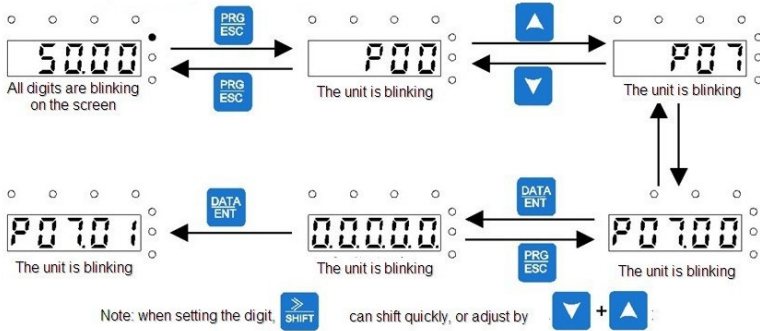 PRG
ESC
50.00
P00
P07
PRG
ESC
All digits are blinking
on the screen
The unit is blinking
The unit is blinking
DATA
ENT
DATA
ENT
P07.01
0.0.0.0.0.
P07.00
PRG
ESC
The unit is blinking
The unit is blinking
The unit is blinking
Note: when setting the digit, SHIFT can shift quickly, or adjust by + :